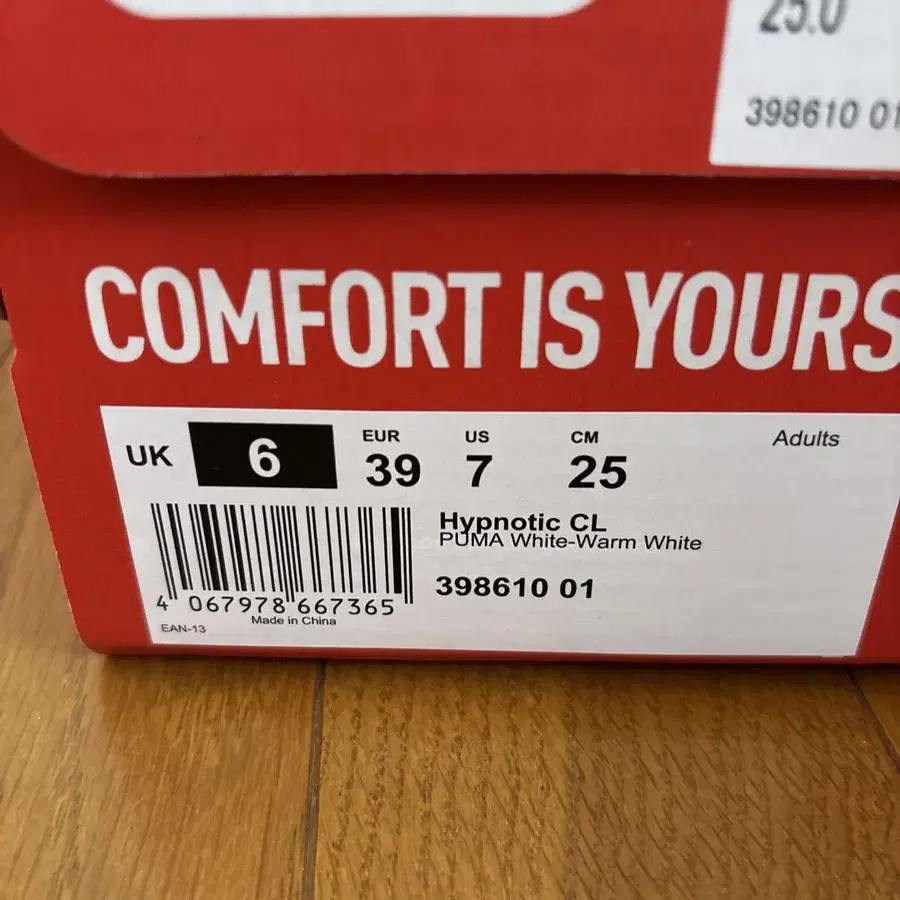 25.0
398610 01
COMFORT IS YOURS
UK 6 EUR 39 US 7 CM 25 Adults
Hypnotic CL
PUMA White-Warm White
398610 01
4 067978 667365
EAN-13 Made in China